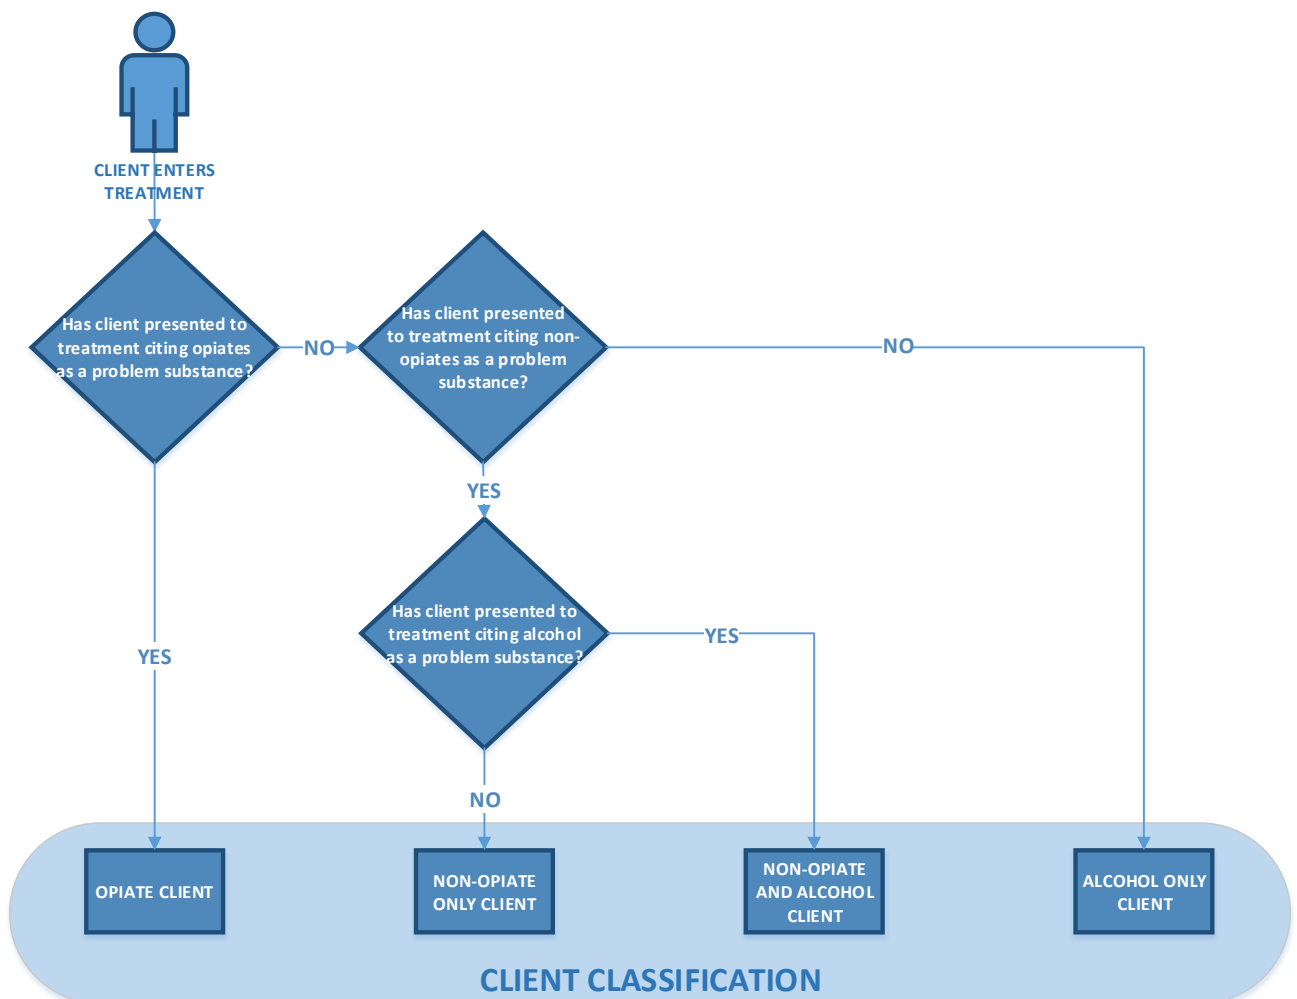 CLIENT ENTERS
TREATMENT
Has client presented to
treatment citing opiates
as a problem substance?
NO
Has client presented
to treatment citing non-
opiates as a problem
substance?
NO
YES
Has client presented to
treatment citing alcohol
as a problem substance?
YES
YES
NO
OPIATE CLIENT
NON-OPIATE
ONLY CLIENT
NON-OPIATE
AND ALCOHOL
CLIENT
ALCOHOL ONLY
CLIENT
CLIENT CLASSIFICATION